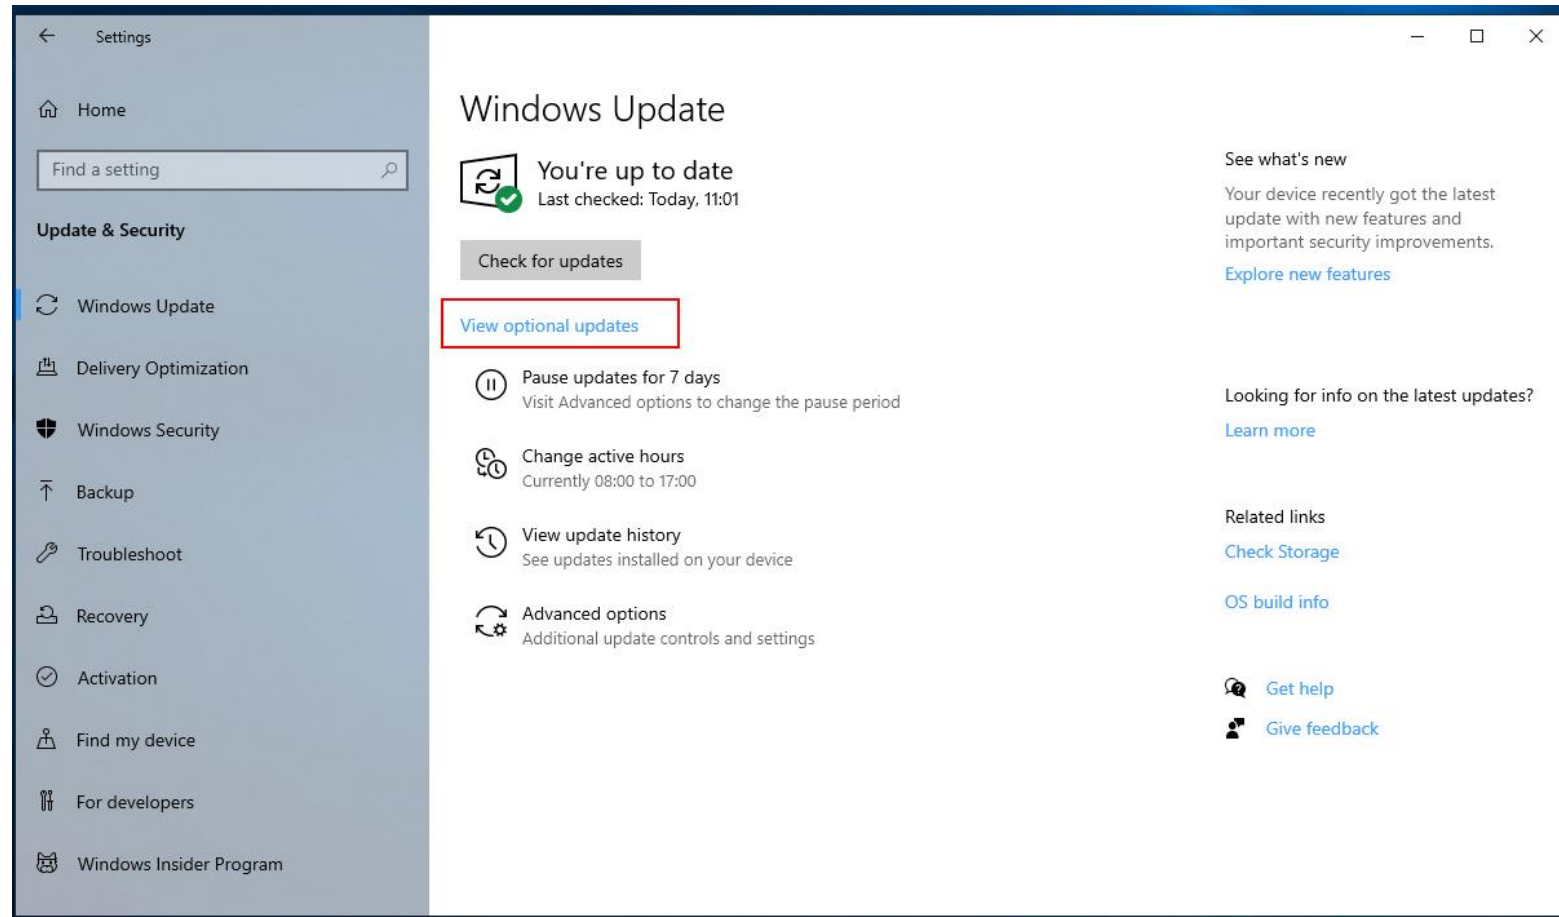 Settings
Home
Find a setting
Update & Security
Windows Update
Delivery Optimization
Windows Security
Backup
Troubleshoot
Recovery
Activation
Find my device
For developers
Windows Insider Program
Windows Update
You're up to date
Last checked: Today, 11:01
Check for updates
View optional updates
Pause updates for 7 days
Visit Advanced options to change the pause period
Change active hours
Currently 08:00 to 17:00
View update history
See updates installed on your device
Advanced options
Additional update controls and settings
See what's new
Your device recently got the latest
update with new features and
important security improvements.
Explore new features
Looking for info on the latest updates?
Learn more
Related links
Check Storage
OS build info
Get help
Give feedback